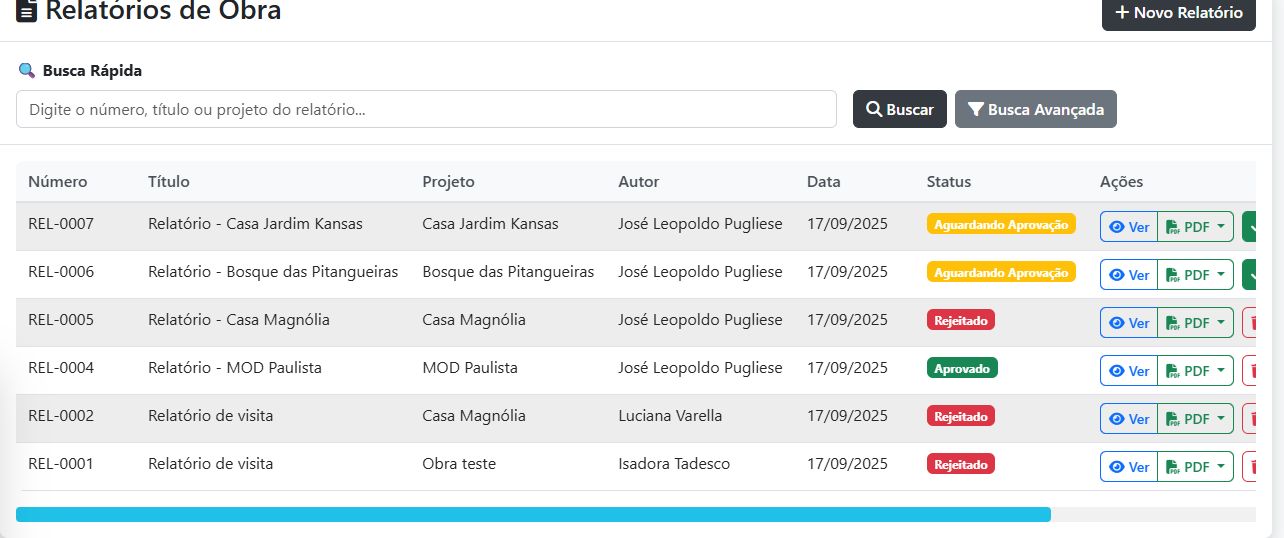 Relatórios de Obra
+ Novo Relatório
Busca Rápida
Digite o número, título ou projeto do relatório...
Buscar
Busca Avançada
Número Título Projeto Autor Data Status Ações
REL-0007 Relatório - Casa Jardim Kansas Casa Jardim Kansas José Leopoldo Pugliese 17/09/2025 Aguardando Aprovação Ver PDF
REL-0006 Relatório - Bosque das Pitangueiras Bosque das Pitangueiras José Leopoldo Pugliese 17/09/2025 Aguardando Aprovação Ver PDF
REL-0005 Relatório - Casa Magnólia Casa Magnólia José Leopoldo Pugliese 17/09/2025 Rejeitado Ver PDF
REL-0004 Relatório - MOD Paulista MOD Paulista José Leopoldo Pugliese 17/09/2025 Aprovado Ver PDF
REL-0002 Relatório de visita Casa Magnólia Luciana Varella 17/09/2025 Rejeitado Ver PDF
REL-0001 Relatório de visita Obra teste Isadora Tadesco 17/09/2025 Rejeitado Ver PDF